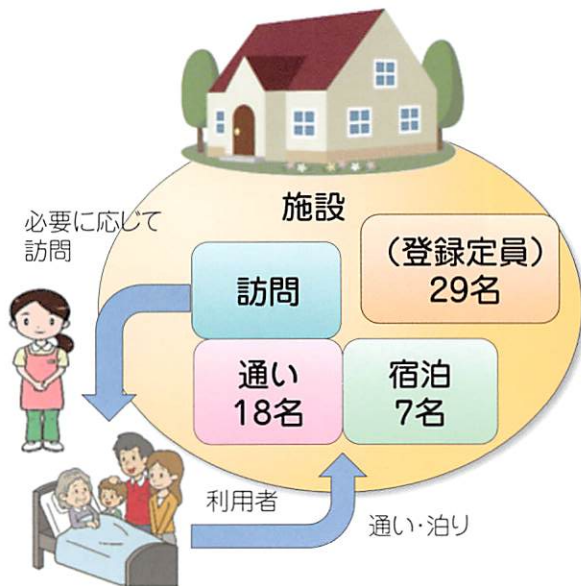 施設
必要に応じて
訪問
訪問
(登録定員)
29名
通い
18名
宿泊
7名
利用者
通い・泊り